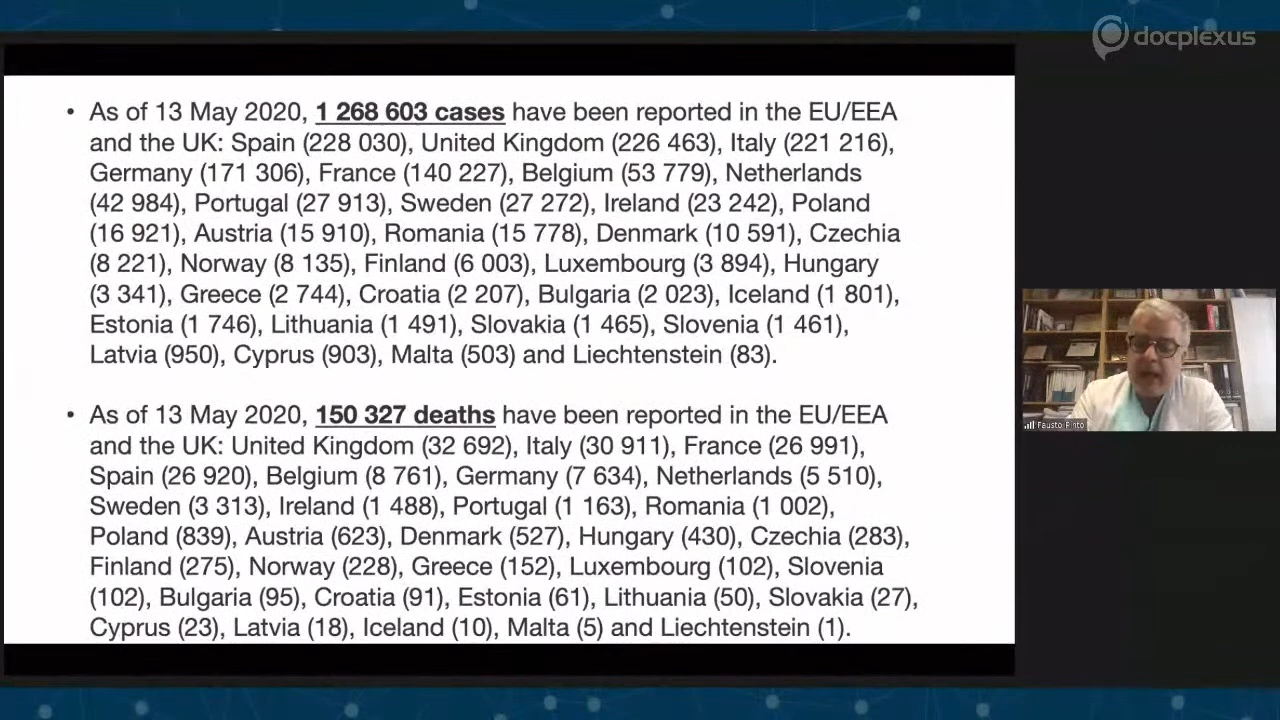 docplexus
• As of 13 May 2020, 1 268 603 cases have been reported in the EU/EEA
and the UK: Spain (228 030), United Kingdom (226 463), Italy (221 216),
Germany (171 306), France (140 227), Belgium (53 779), Netherlands
(42 984), Portugal (27 913), Sweden (27 272), Ireland (23 242), Poland
(16 921), Austria (15 910), Romania (15 778), Denmark (10 591), Czechia
(8 221), Norway (8 135), Finland (6 003), Luxembourg (3 894), Hungary
(3 341), Greece (2 744), Croatia (2 207), Bulgaria (2 023), Iceland (1 801),
Estonia (1 746), Lithuania (1 491), Slovakia (1 465), Slovenia (1 461),
Latvia (950), Cyprus (903), Malta (503) and Liechtenstein (83).
• As of 13 May 2020, 150 327 deaths have been reported in the EU/EEA
and the UK: United Kingdom (32 692), Italy (30 911), France (26 991),
Spain (26 920), Belgium (8 761), Germany (7 634), Netherlands (5 510),
Sweden (3 313), Ireland (1 488), Portugal (1 163), Romania (1 002),
Poland (839), Austria (623), Denmark (527), Hungary (430), Czechia (283),
Finland (275), Norway (228), Greece (152), Luxembourg (102), Slovenia
(102), Bulgaria (95), Croatia (91), Estonia (61), Lithuania (50), Slovakia (27),
Cyprus (23), Latvia (18), Iceland (10), Malta (5) and Liechtenstein (1).
Fausto Pinto